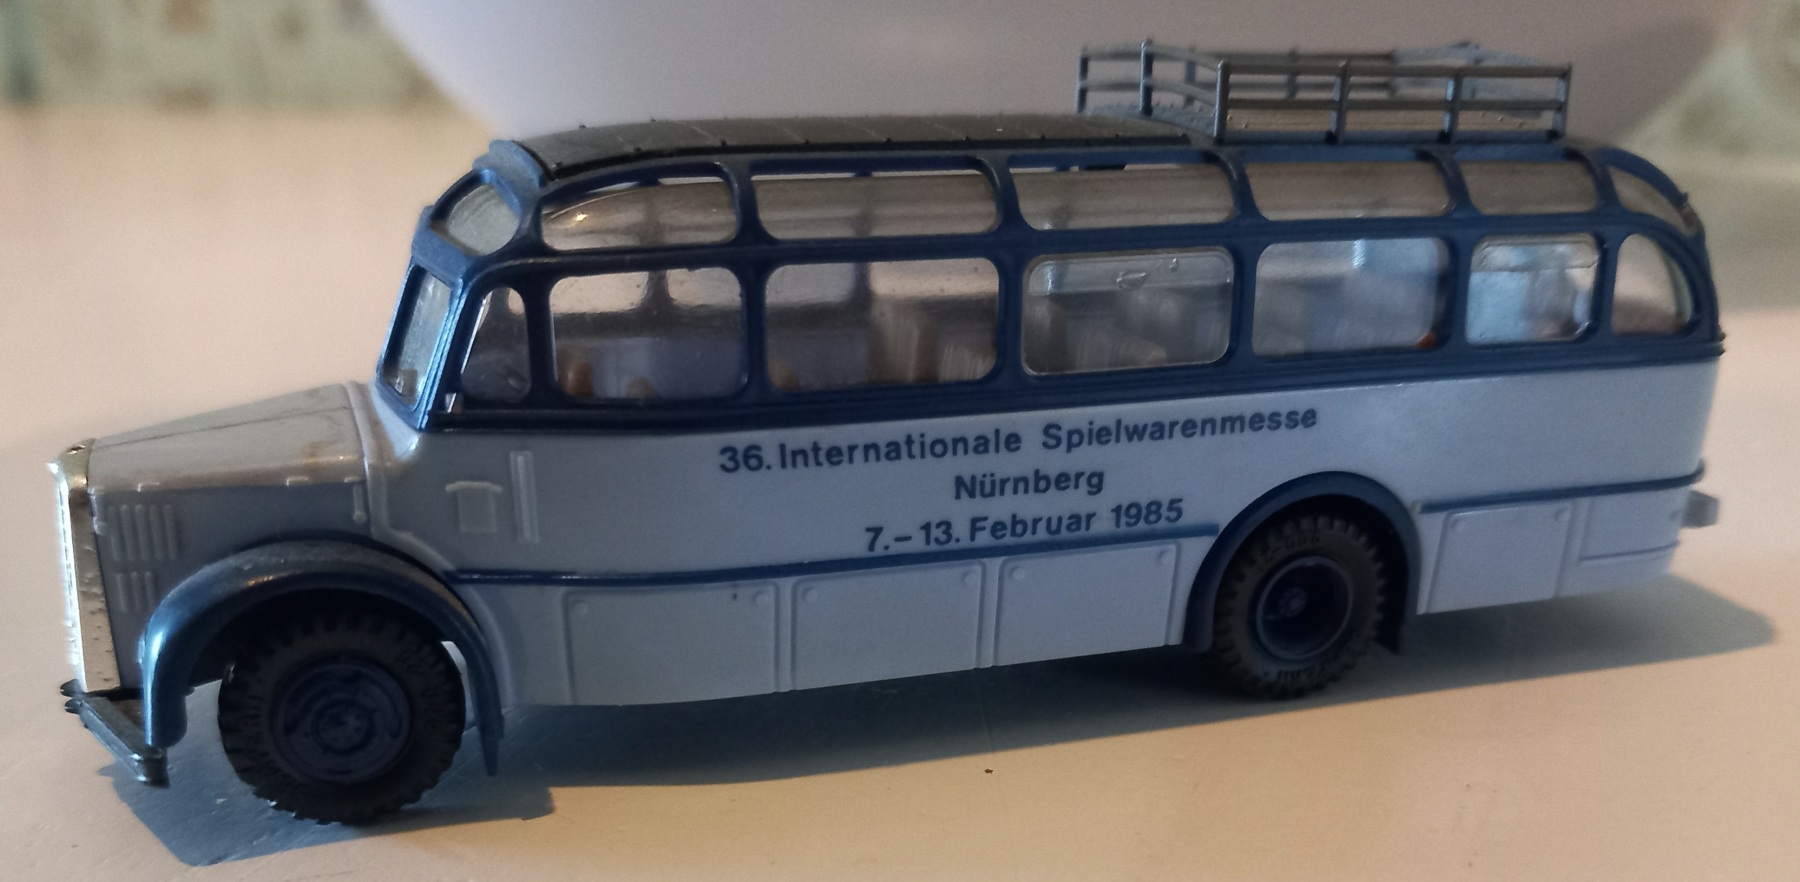 36. Internationale Spielwarenmesse
Nürnberg
7.-13. Februar 1985